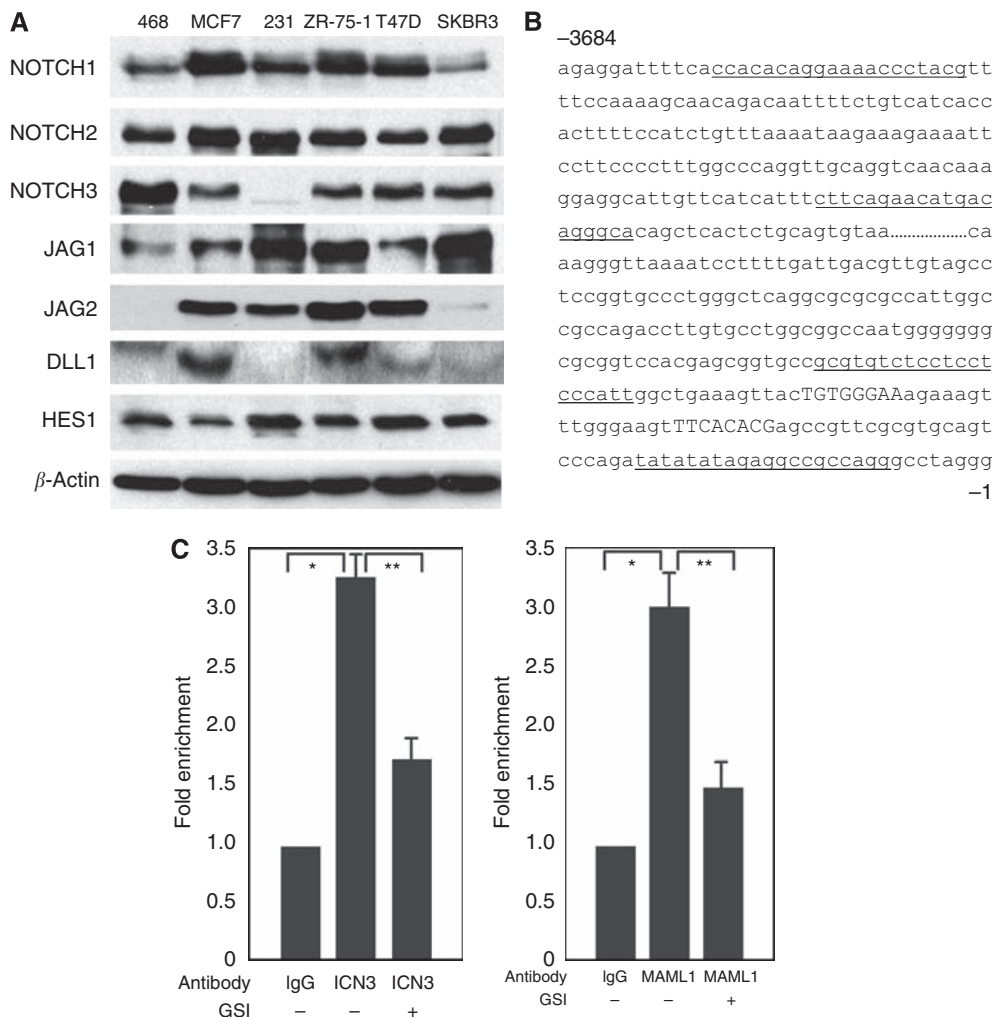 A
468 MCF7 231 ZR-75-1 T47D SKBR3
NOTCH1
NOTCH2
NOTCH3
JAG1
JAG2
DLL1
HES1
β-Actin
B
–3684
agaggattttcaccacacaggaaaaccctacgtt
ttccaaaagcaacagacaattttctgtcatcacc
acttttccatctgtttaaaataagaaagaaaatt
ccttcccctttggcccaggttgcaggtcaacaaa
ggaggcattgttcatcatttcttcagaacatgac
agggcacagctcactctgcagtgtaa..................ca
aagggttaaaatccttttgattgacgttgtagcc
tccggtgccctgggctcaggcgcgcgccattggc
cgccagaccttgtgcctggcggccaatggggggg
cgcggtccacgagcggtgccgcgtgtctcctcct
cccattggctgaaagttacTGTGGGAAagaaagt
ttgggaagtTTCACACGagccgttcgcgtgcagt
cccagatatatatagaggccgccagggcctaggg
–1
C
Fold enrichment
3.5
3.0
2.5
2.0
1.5
1.0
0.5
0
* **
Antibody IgG ICN3 ICN3
GSI – – +
Fold enrichment
3.5
3.0
2.5
2.0
1.5
1.0
0.5
0
* **
Antibody IgG MAML1 MAML1
GSI – – +